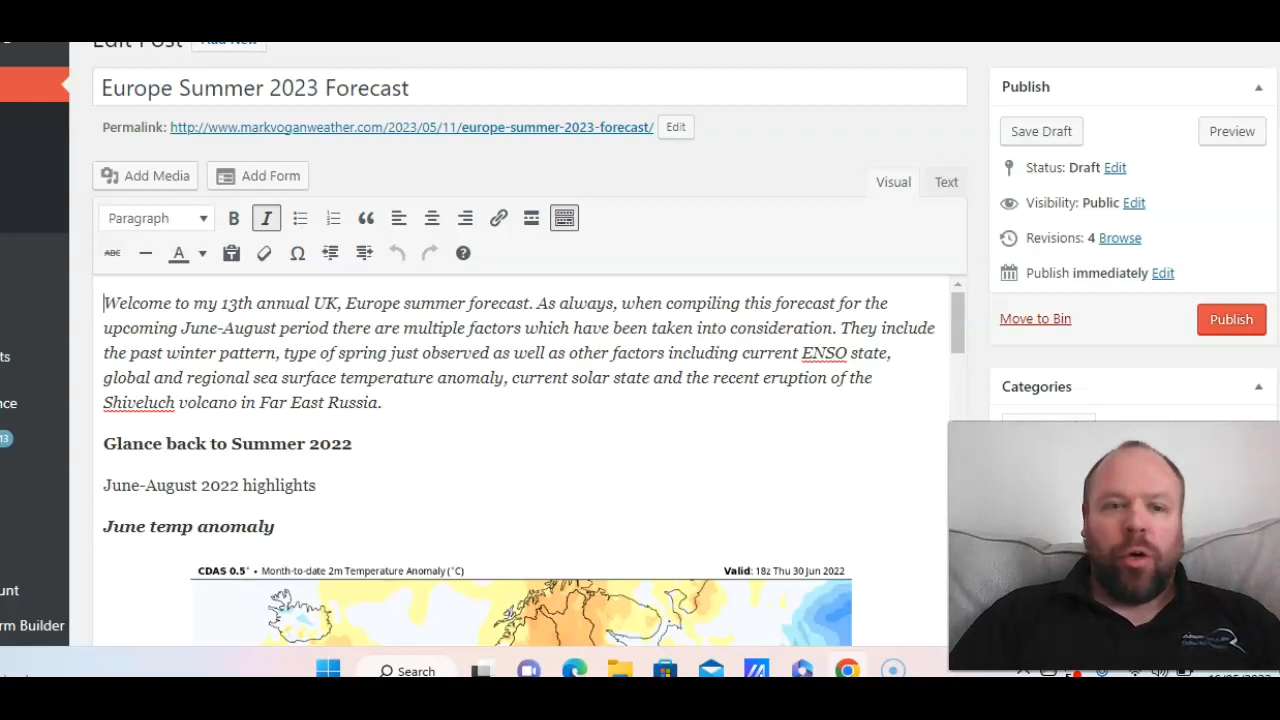 Edit Post Add New
Europe Summer 2023 Forecast
Permalink: http://www.markvoganweather.com/2023/05/11/europe-summer-2023-forecast/ Edit
Add Media Add Form
Visual Text
Paragraph
ABC
Welcome to my 13th annual UK, Europe summer forecast. As always, when compiling this forecast for the
upcoming June-August period there are multiple factors which have been taken into consideration. They include
the past winter pattern, type of spring just observed as well as other factors including current ENSO state,
global and regional sea surface temperature anomaly, current solar state and the recent eruption of the
Shiveluch volcano in Far East Russia.
Glance back to Summer 2022
June-August 2022 highlights
June temp anomaly
CDAS 0.5° • Month-to-date 2m Temperature Anomaly (°C) Valid: 18z Thu 30 Jun 2022
Publish
Save Draft Preview
Status: Draft Edit
Visibility: Public Edit
Revisions: 4 Browse
Publish immediately Edit
Move to Bin Publish
Categories
ts
nce
13
unt
rm Builder
Search